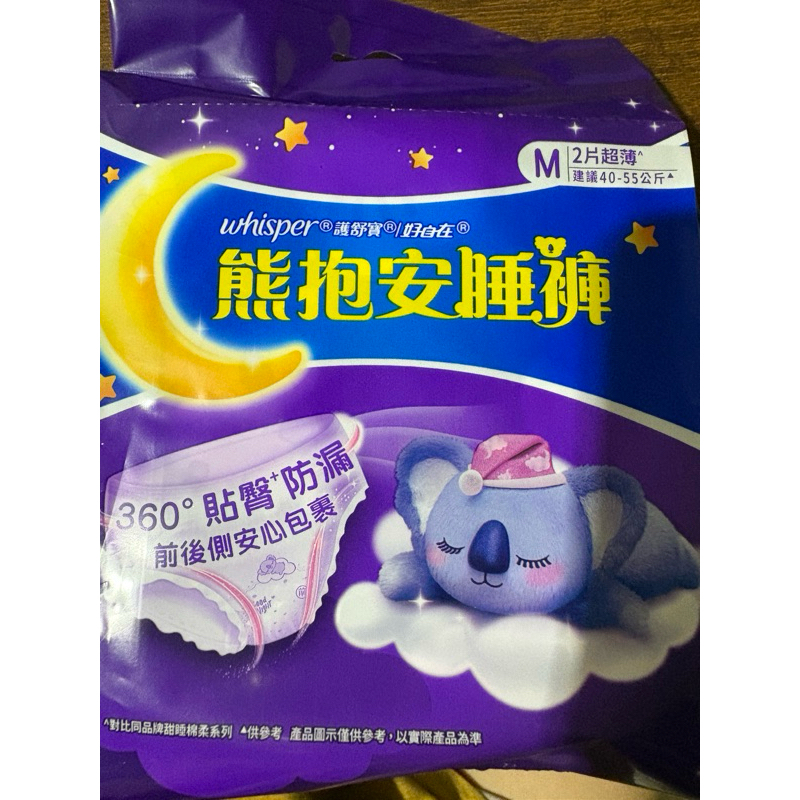 M 2片超薄^
建議40-55公斤▲
whisper®護舒寶®/好自在®
熊抱安睡褲
360°貼臀+防漏
前後側安心包裹
^對比同品牌甜睡棉柔系列 ▲供參考 產品圖示僅供參考，以實際產品為準